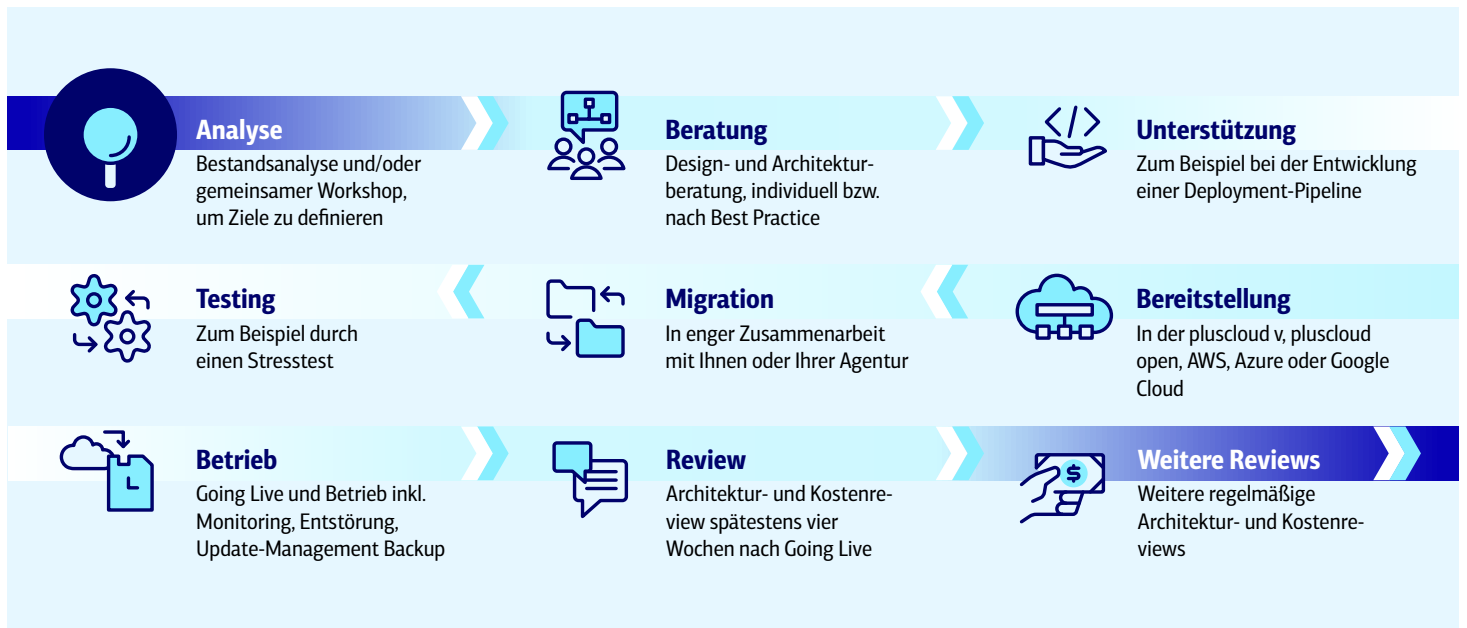 Analyse
Bestandsanalyse und/oder
gemeinsamer Workshop,
um Ziele zu definieren
Beratung
Design- und Architektur-
beratung, individuell bzw.
nach Best Practice
Unterstützung
Zum Beispiel bei der Entwicklung
einer Deployment-Pipeline
Testing
Zum Beispiel durch
einen Stresstest
Migration
In enger Zusammenarbeit
mit Ihnen oder Ihrer Agentur
Bereitstellung
In der pluscloud v, pluscloud
open, AWS, Azure oder Google
Cloud
Betrieb
Going Live und Betrieb inkl.
Monitoring, Entstörung,
Update-Management Backup
Review
Architektur- und Kostenre-
view spätestens vier
Wochen nach Going Live
Weitere Reviews
Weitere regelmäßige
Architektur- und Kostenre-
views